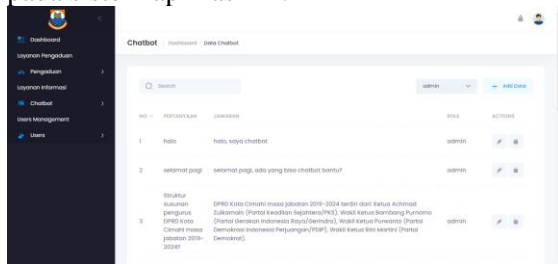 Dashboard
Layanan Pengaduan
Pengaduan
Layanan Informasi
Chatbot
Users Management
Users
Chatbot
Dashboard
Data Chatbot
Search
admin
+ Add Data
NO
PERTANYAAN
JAWABAN
ROLE
ACTIONS
1
halo
halo, saya chatbot
admin
2
selamat pagi
selamat pagi, ada yang bisa chatbot bantu?
admin
3
Struktur
susunan
pengurus
DPRD Kota
Cimahi masa
jabatan 2019-
2024?
DPRD Kota Cimahi masa jabatan 2019-2024 terdiri dari Ketua Achmad
Zulkarnain (Partai Keadilan Sejahtera/PKS), Wakil Ketua Bambang Purnomo
(Partai Gerakan Indonesia Raya/Gerindra), Wakil Ketua Purwanto (Partai
Demokrasi Indonesia Perjuangan/PDIP), Wakil Ketua Rini Martini (Partai
Demokrat).
admin